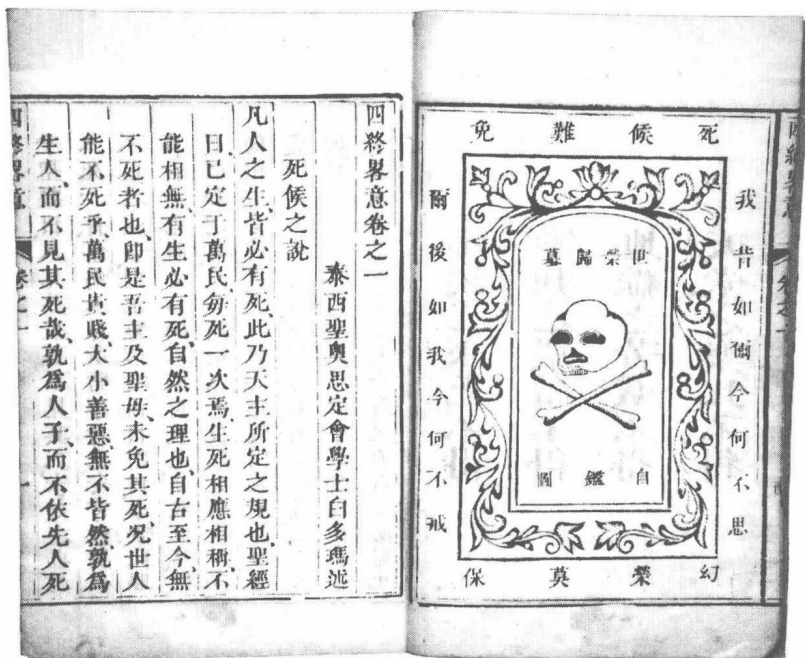 四終畧意 卷之一
死候難免
我昔如爾今何不思
爾後如我今何不戒
幻榮莫保
世榮歸墓
自鑑圖
四終畧意卷之一
泰西聖奧思定會學士白多瑪述
死候之說
凡人之生、皆必有死、此乃天主所定之規也、聖經
曰、已定于萬民、每死一次焉、生死相應相稱、不
能相無、有生必有死、自然之理也、自古至今、無
不死者也、卽是吾主及聖母、未免其死、况世人
能不死乎、萬民貴賤大小善惡、無不皆然、孰爲
生人、而不見其死哉、孰爲人子、而不依先人死
四終畧意 卷之一 一